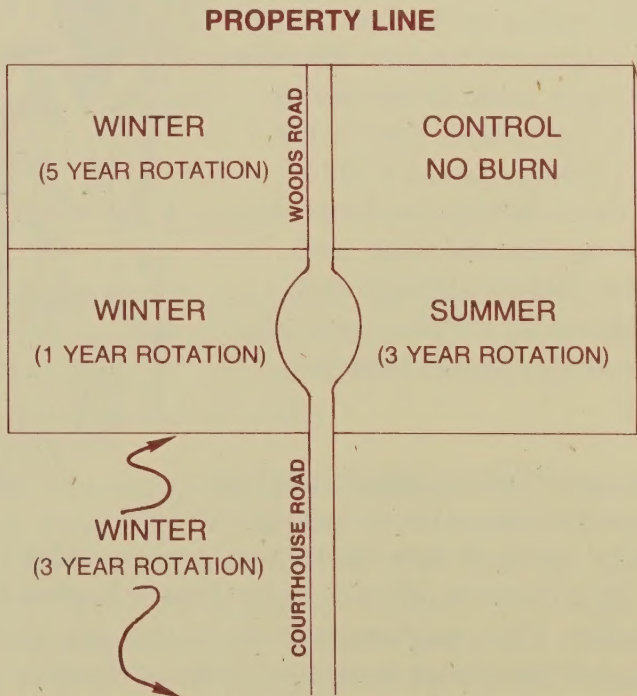 PROPERTY LINE
WINTER
(5 YEAR ROTATION)
WOODS ROAD
CONTROL
NO BURN
WINTER
(1 YEAR ROTATION)
SUMMER
(3 YEAR ROTATION)
WINTER
(3 YEAR ROTATION)
COURTHOUSE ROAD